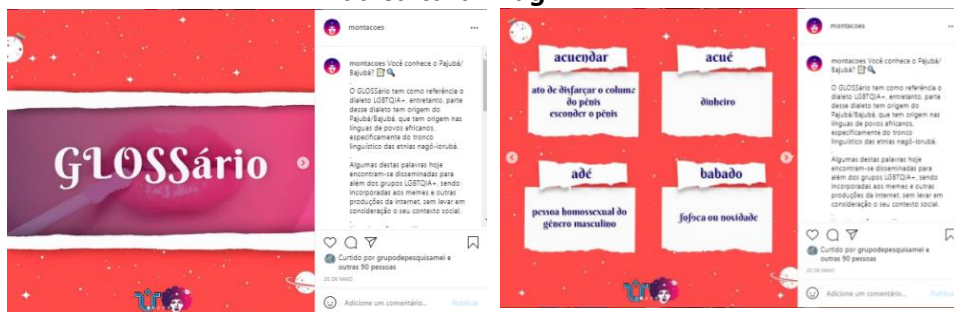 montacoes
montacoes Você conhece o Pajubá/
Bajubá?
O GLOSSário tem como referência o
dialeto LGBTQIA+, entretanto, parte
desse dialeto tem origem do
Pajubá/Bajubá, que tem origem nas
línguas de povos africanos,
especificamente do tronco
linguístico das etnias nagô-iorubá.
Algumas destas palavras hoje
encontram-se disseminadas para
além dos grupos LGBTQIA+, sendo
incorporadas aos memes e outras
produções da internet, sem levar em
consideração o seu contexto social.
GLOSSário
Curtido por grupodepesquisamei e
outras 90 pessoas
25 DE MAIO
Adicione um comentário...
Publicar
acuendar
ato de disfarçar o volume
do pênis
esconder o pênis
acué
dinheiro
adé
pessoa homossexual do
gênero masculino
babado
fofoca ou novidade
montacoes
montacoes Você conhece o Pajubá/
Bajubá?
O GLOSSário tem como referência o
dialeto LGBTQIA+, entretanto, parte
desse dialeto tem origem do
Pajubá/Bajubá, que tem origem nas
línguas de povos africanos,
especificamente do tronco
linguístico das etnias nagô-iorubá.
Algumas destas palavras hoje
encontram-se disseminadas para
além dos grupos LGBTQIA+, sendo
incorporadas aos memes e outras
produções da internet, sem levar em
consideração o seu contexto social.
Curtido por grupodepesquisamei e
outras 90 pessoas
25 DE MAIO
Adicione um comentário...
Publicar